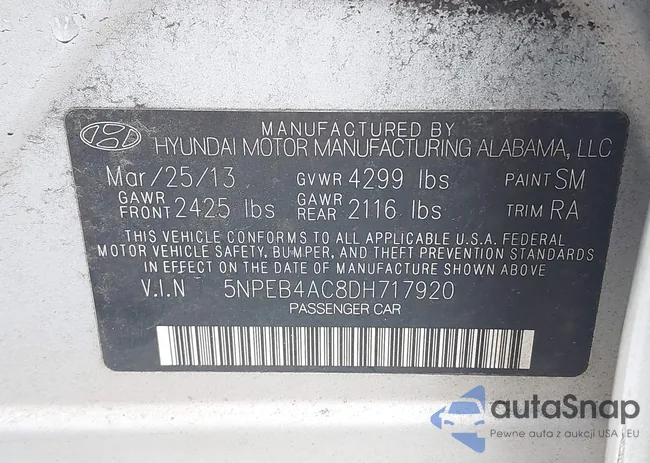 MANUFACTURED BY
HYUNDAI MOTOR MANUFACTURING ALABAMA, LLC
Mar/25/13 GVWR 4299 lbs PAINT SM
GAWR FRONT 2425 lbs GAWR REAR 2116 lbs TRIM RA
THIS VEHICLE CONFORMS TO ALL APPLICABLE U.S.A. FEDERAL
MOTOR VEHICLE SAFETY, BUMPER, AND THEFT PREVENTION STANDARDS
IN EFFECT ON THE DATE OF MANUFACTURE SHOWN ABOVE
V.I.N 5NPEB4AC8DH717920
PASSENGER CAR
autaSnap
Pewne auta z aukcji USA i EU